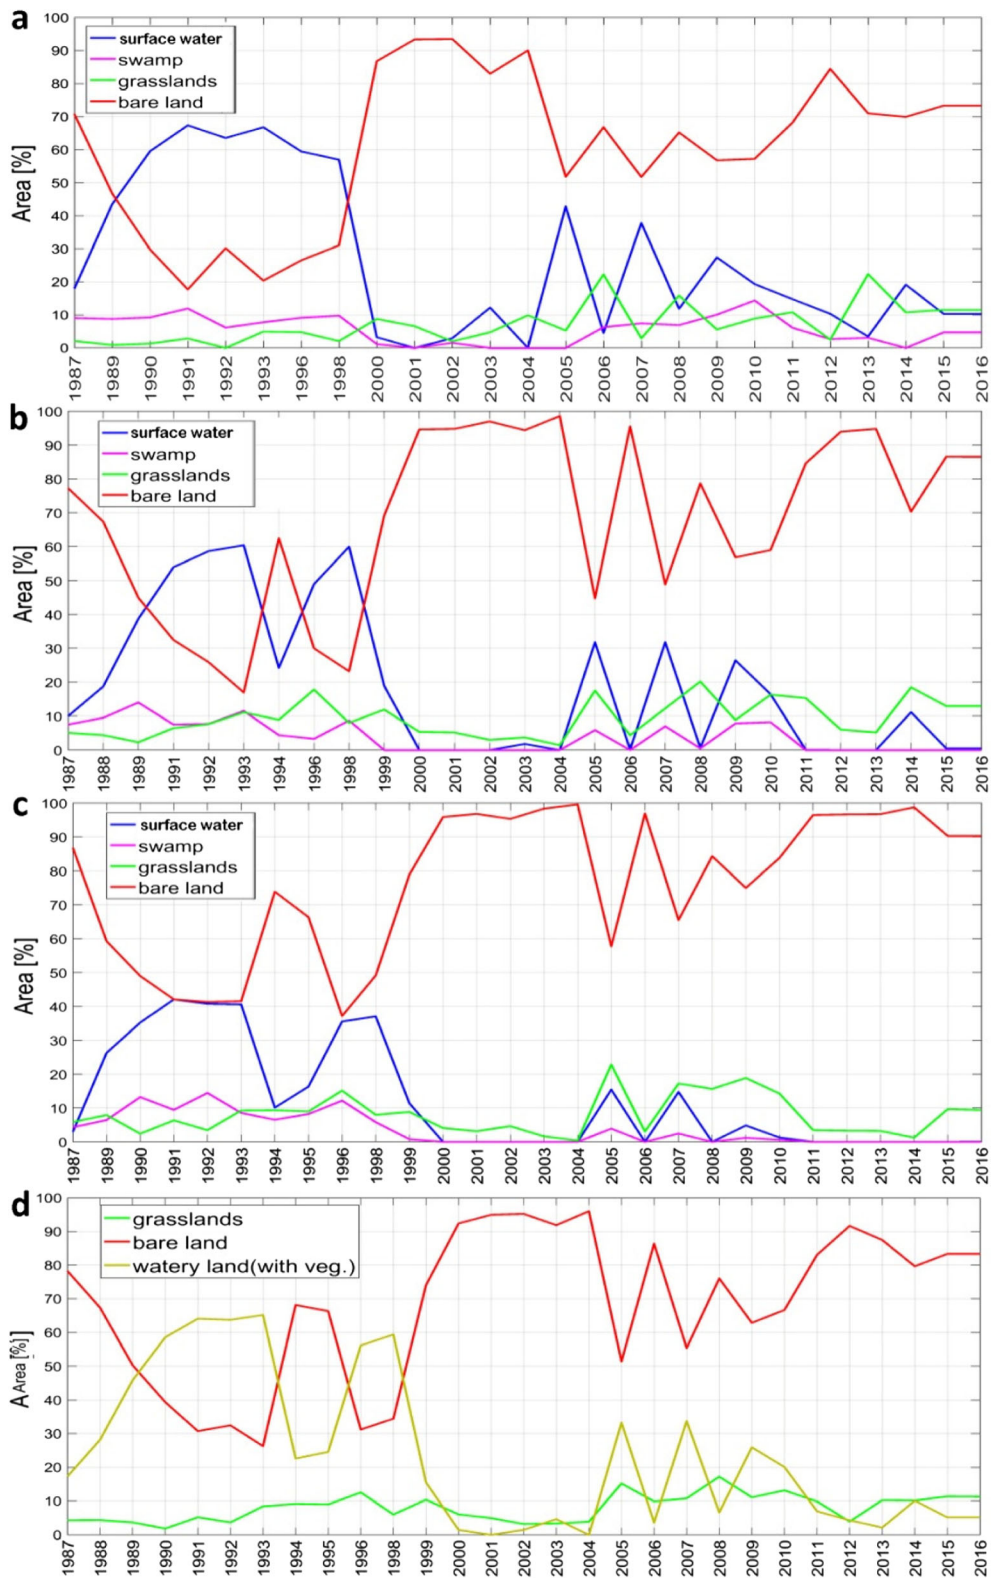 a
100
90
80
70
60
50
40
30
20
10
0
Area [%]
surface water
swamp
grasslands
bare land
1987 1989 1990 1991 1992 1993 1996 1998 2000 2001 2002 2003 2004 2005 2006 2007 2008 2009 2010 2011 2012 2013 2014 2015 2016
b
100
90
80
70
60
50
40
30
20
10
0
Area [%]
surface water
swamp
grasslands
bare land
1987 1988 1989 1991 1992 1993 1994 1996 1998 1999 2000 2001 2002 2003 2004 2005 2006 2007 2008 2009 2010 2011 2012 2013 2014 2015 2016
c
100
90
80
70
60
50
40
30
20
10
0
Area [%]
surface water
swamp
grasslands
bare land
1987 1989 1990 1991 1992 1993 1994 1995 1996 1998 1999 2000 2001 2002 2003 2004 2005 2006 2007 2008 2009 2010 2011 2012 2013 2014 2015 2016
d
100
90
80
70
60
50
40
30
20
10
0
A Area [%]]
grasslands
bare land
watery land(with veg.)
1987 1988 1989 1990 1991 1992 1993 1994 1995 1996 1998 1999 2000 2001 2002 2003 2004 2005 2006 2007 2008 2009 2010 2011 2012 2013 2014 2015 2016